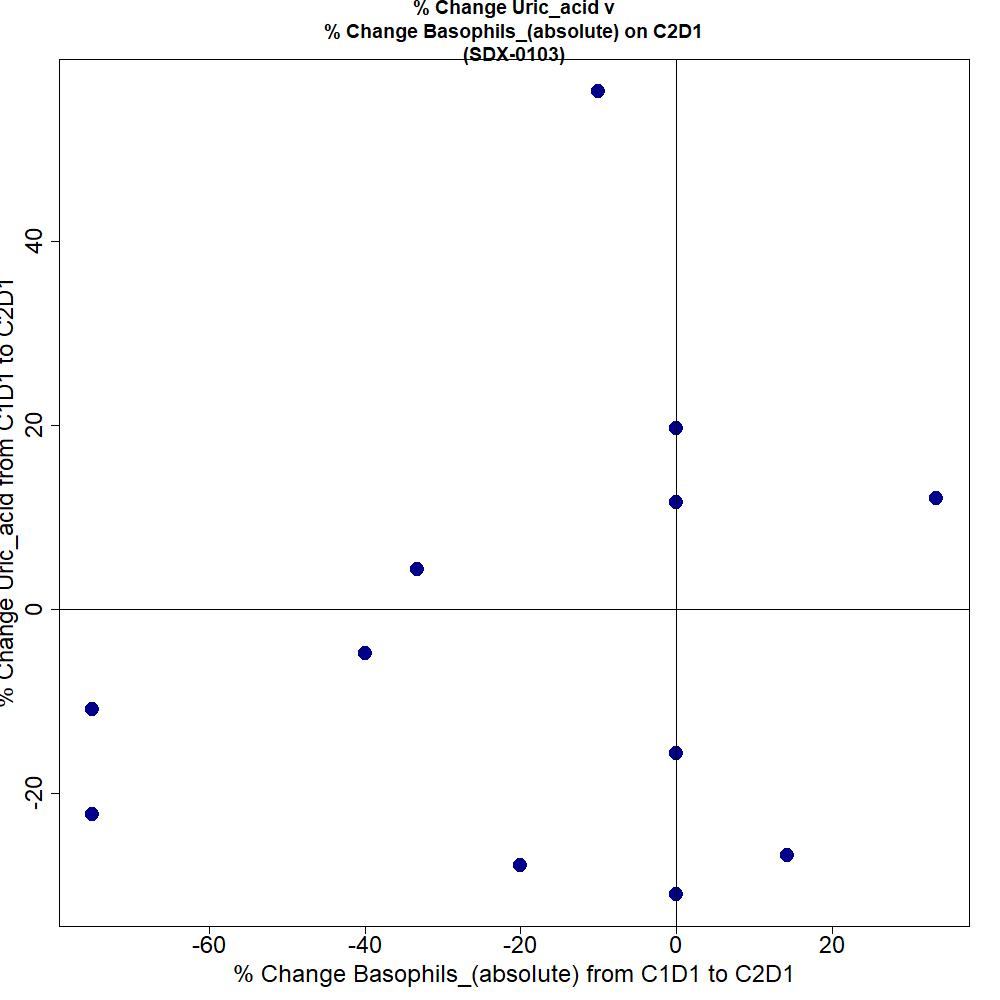 % Change Uric_acid v
% Change Basophils_(absolute) on C2D1
(SDX-0103)
% Change Uric_acid from C1D1 to C2D1
40
20
0
-20
-60
-40
-20
0
20
% Change Basophils_(absolute) from C1D1 to C2D1